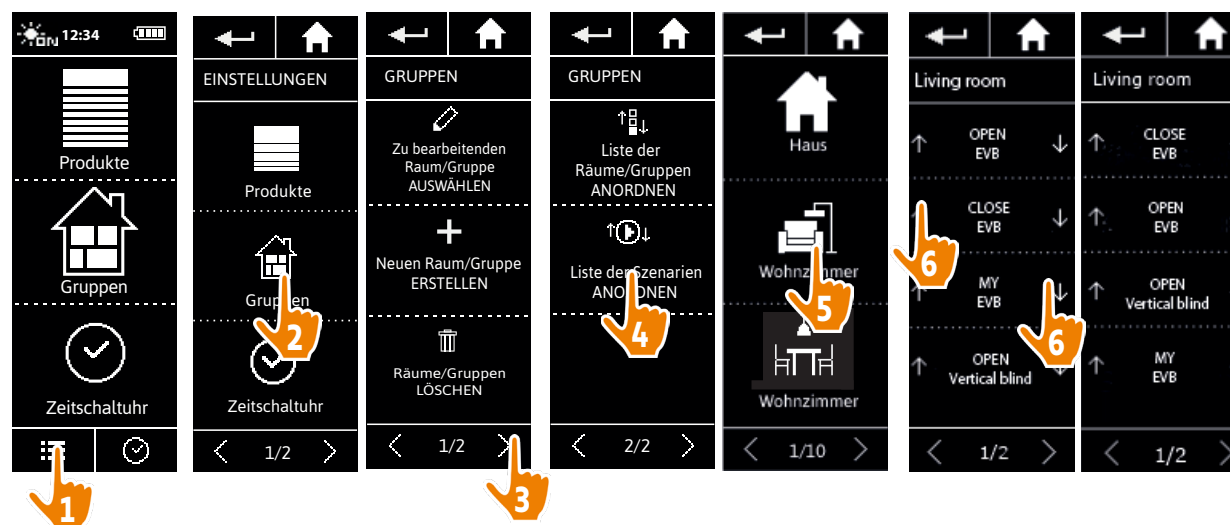 ON 12:34
Produkte
Gruppen
Zeitschaltuhr
1
EINSTELLUNGEN
Produkte
Gruppen
2
Zeitschaltuhr
1/2
GRUPPEN
Zu bearbeitenden
Raum/Gruppe
AUSWÄHLEN
Neuen Raum/Gruppe
ERSTELLEN
Räume/Gruppen
LÖSCHEN
1/2
3
GRUPPEN
Liste der
Räume/Gruppen
ANORDNEN
Liste der Szenarien
ANORDNEN
4
2/2
Haus
Wohnzimmer
5
Wohnzimmer
1/10
Living room
OPEN
EVB
CLOSE
EVB
6
MY
EVB
6
OPEN
Vertical blind
1/2
Living room
CLOSE
EVB
OPEN
EVB
OPEN
Vertical blind
MY
EVB
1/2